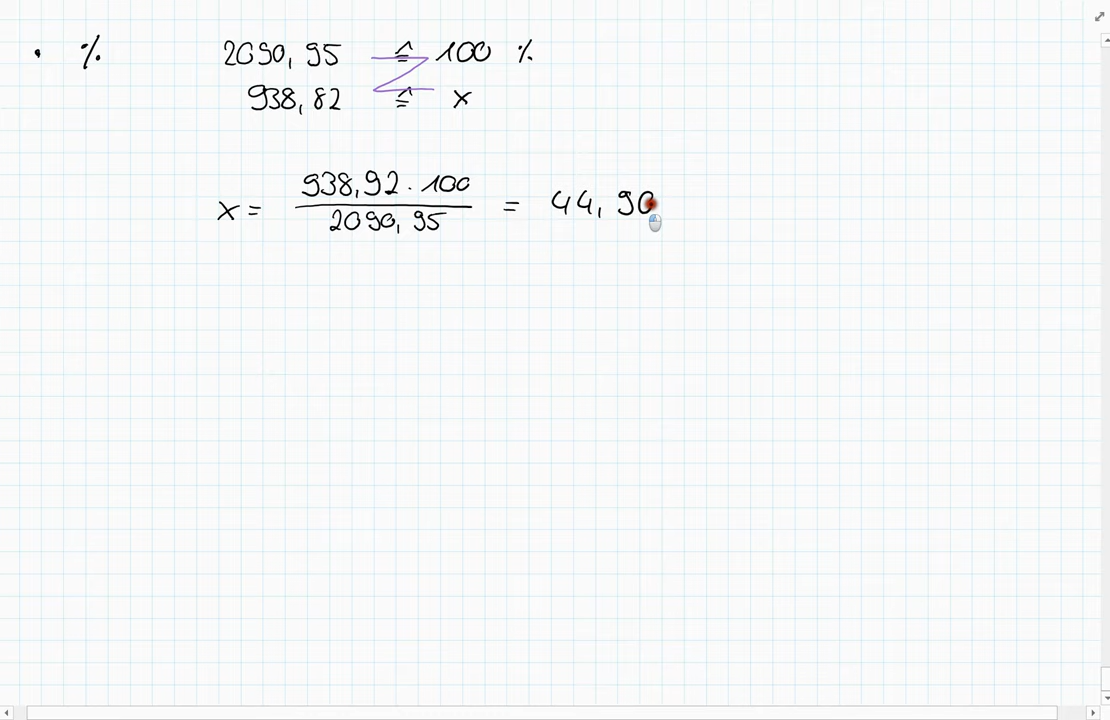 · % 2090,95 ≙ 100 %
938,82 ≙ x
x = 938,92 · 100 / 2090,95 = 44,90